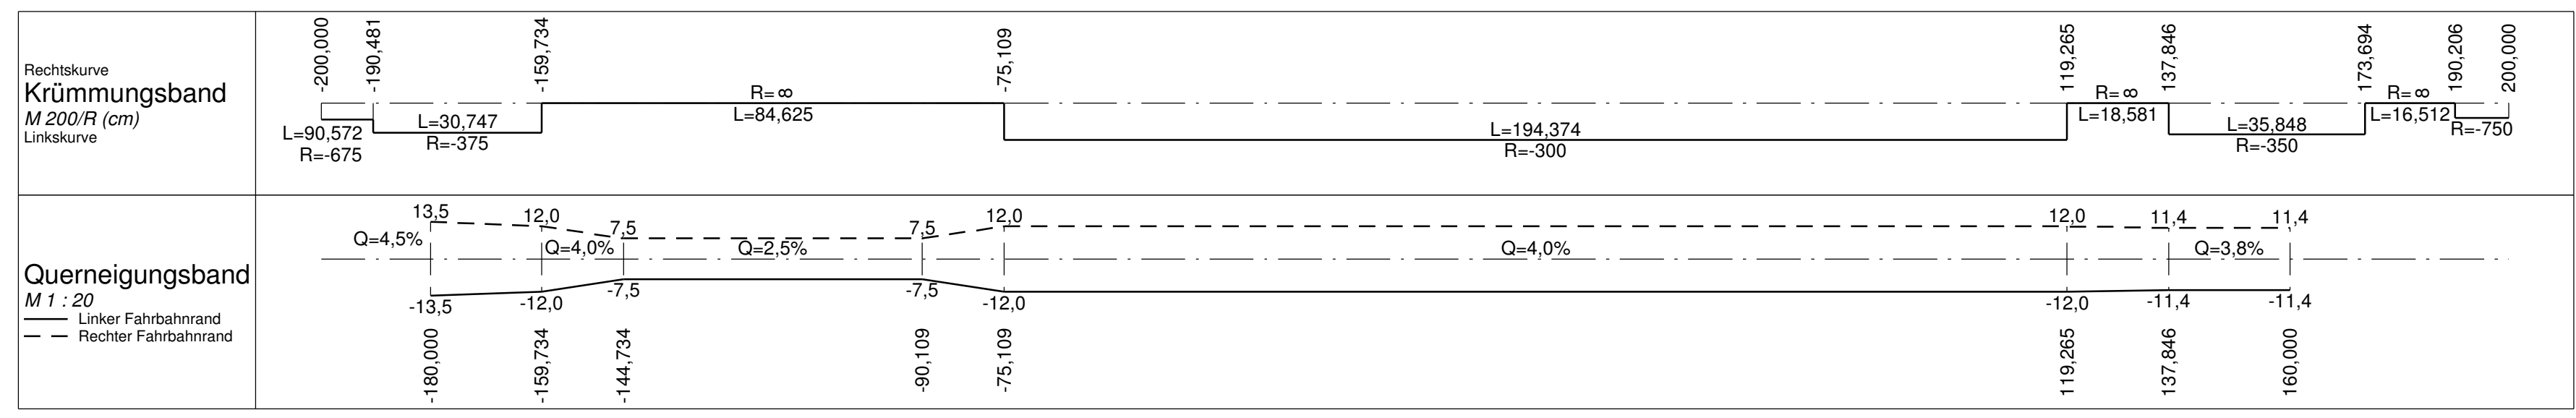 -200,000
-190,481
-159,734
-75,109
119,265
137,846
173,694
190,206
200,000
Rechtskurve
Krümmungsband
M 200/R (cm)
Linkskurve
L=90,572
R=-675
L=30,747
R=-375
R= ∞
L=84,625
L=194,374
R=-300
R= ∞
L=18,581
L=35,848
R=-350
R= ∞
L=16,512
R=-750
13,5
12,0
7,5
7,5
12,0
12,0
11,4
11,4
Q=4,5%
Q=4,0%
Q=2,5%
Q=4,0%
Q=3,8%
Querneigungsband
M 1 : 20
Linker Fahrbahnrand
Rechter Fahrbahnrand
-13,5
-12,0
-7,5
-7,5
-12,0
-12,0
-11,4
-11,4
-180,000
-159,734
-144,734
-90,109
-75,109
119,265
137,846
160,000